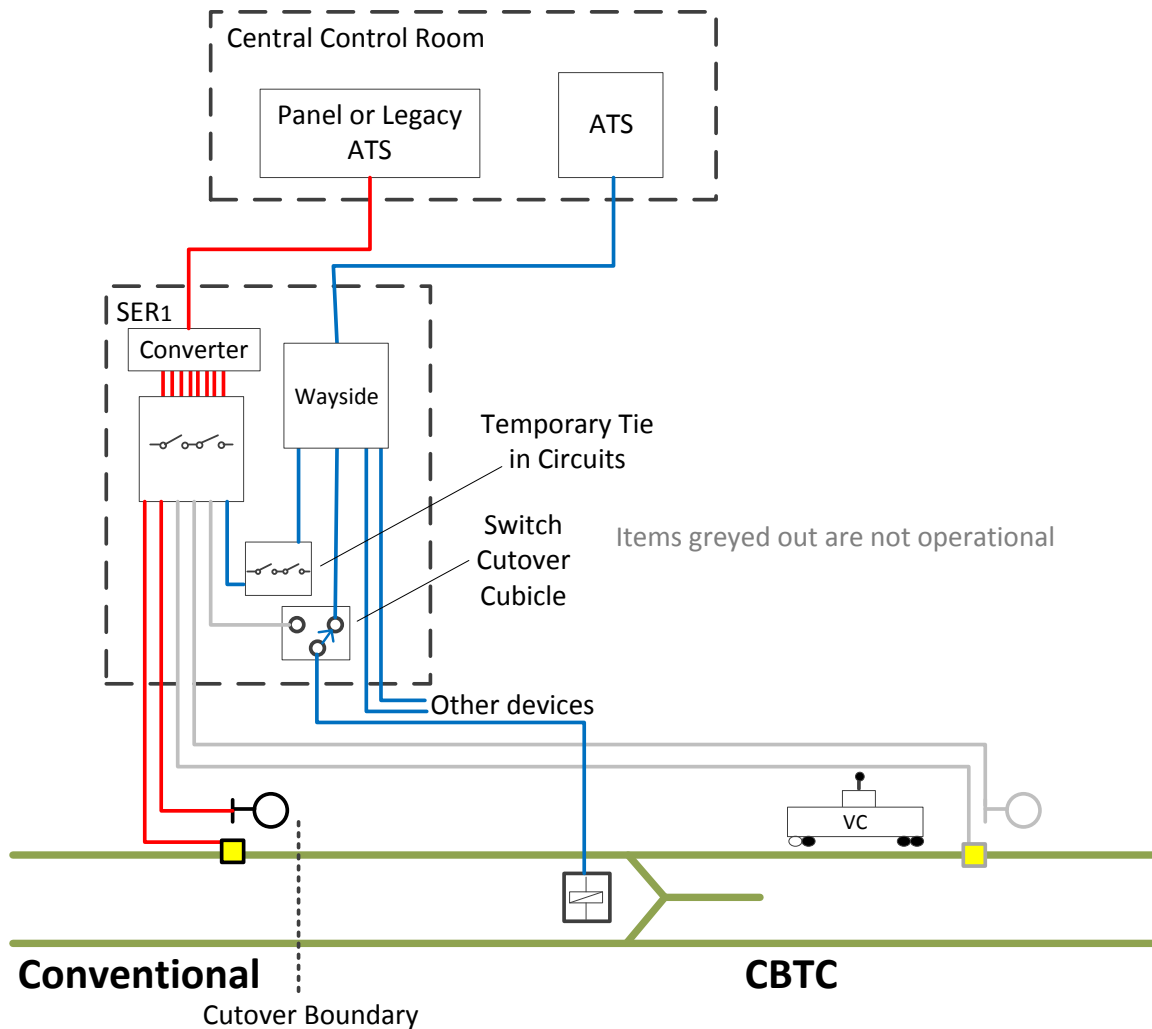 Central Control Room
Panel or Legacy
ATS
ATS
SER1
Converter
Wayside
Temporary Tie
in Circuits
Switch
Cutover
Cubicle
Items greyed out are not operational
Other devices
VC
Conventional
CBTC
Cutover Boundary